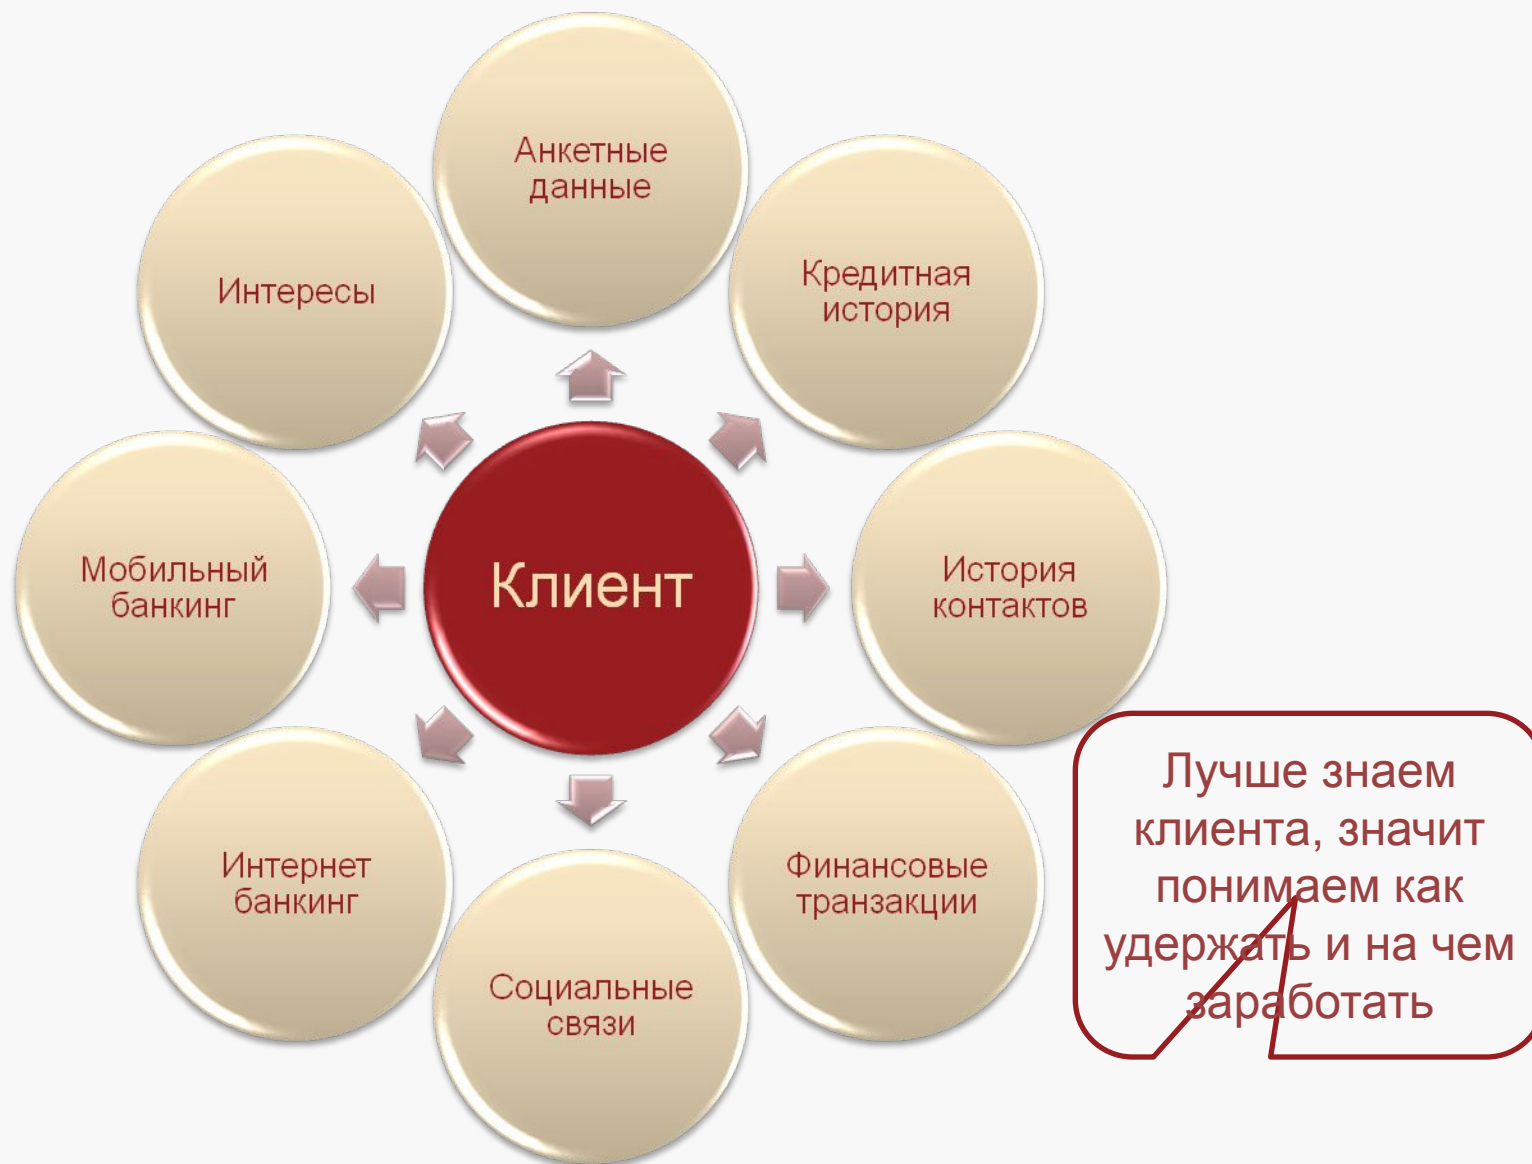 Анкетные
данные
Кредитная
история
История
контактов
Финансовые
транзакции
Социальные
связи
Интернет
банкинг
Мобильный
банкинг
Интересы
Клиент
Лучше знаем
клиента, значит
понимаем как
удержать и на чем
заработать